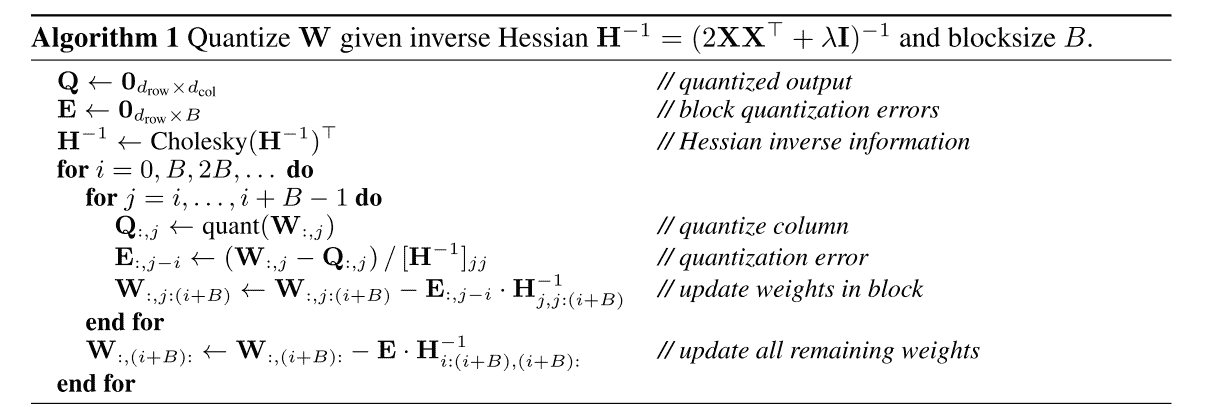 Algorithm 1 Quantize W given inverse Hessian H⁻¹ = (2XX⊤ + λI)⁻¹ and blocksize B.
Q ← 0_{d_row×d_col} // quantized output
E ← 0_{d_row×B} // block quantization errors
H⁻¹ ← Cholesky(H⁻¹)⊤ // Hessian inverse information
for i = 0, B, 2B, … do
for j = i, …, i + B − 1 do
Q_{:,j} ← quant(W_{:,j}) // quantize column
E_{:,j−i} ← (W_{:,j} − Q_{:,j}) / [H⁻¹]_{jj} // quantization error
W_{:,j:(i+B)} ← W_{:,j:(i+B)} − E_{:,j−i} · H⁻¹_{j,j:(i+B)} // update weights in block
end for
W_{:,(i+B):} ← W_{:,(i+B):} − E · H⁻¹_{i:(i+B),(i+B):} // update all remaining weights
end for